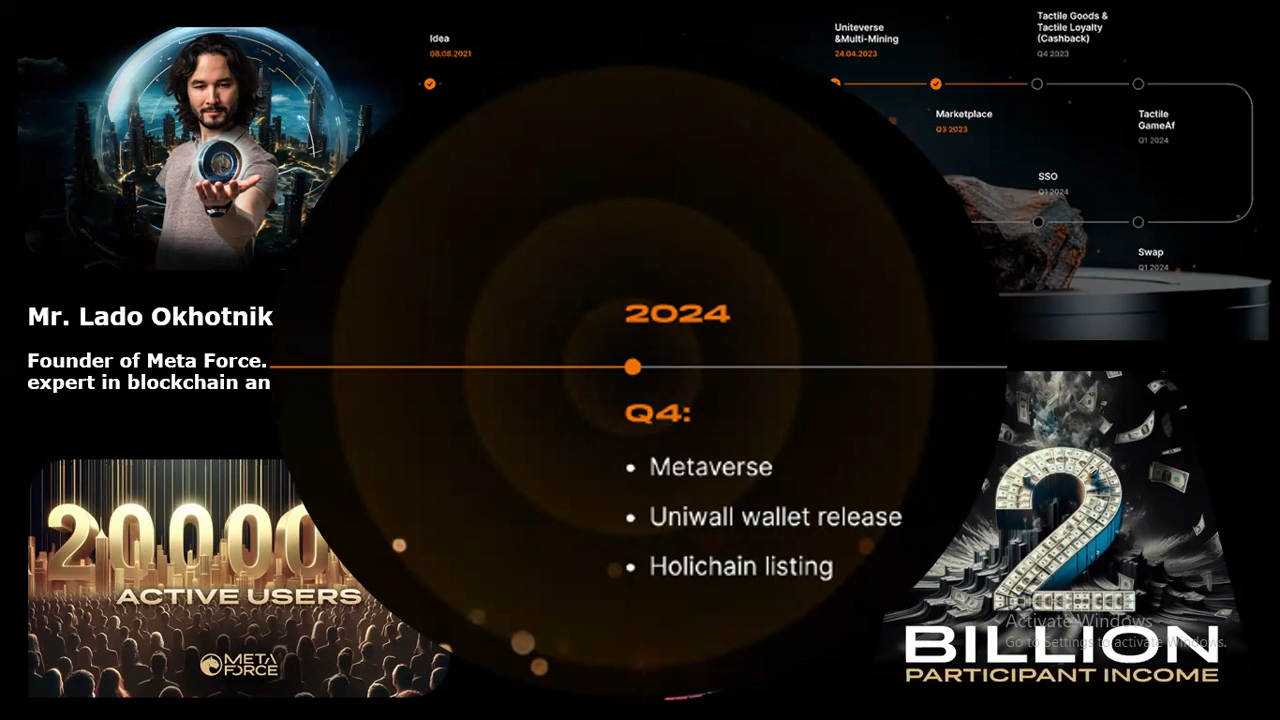 Idea
08.08.2021
Uniteverse
&Multi-Mining
24.04.2023
Tactile Goods &
Tactile Loyalty
(Cashback)
Q4 2023
Marketplace
Q3 2023
Tactile
GameAf
Q1 2024
SSO
Q1 2024
Swap
Q1 2024
Mr. Lado Okhotnik
Founder of Meta Force.
expert in blockchain an
2024
Q4:
• Metaverse
• Uniwall wallet release
• Holichain listing
20000
ACTIVE USERS
META
FORCE
2
BILLION
PARTICIPANT INCOME
Activate Windows
Go to Settings to activate Windows.